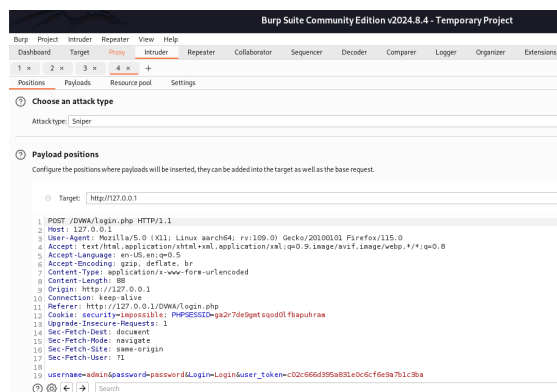 Burp Suite Community Edition v2024.8.4 - Temporary Project
Burp Project Intruder Repeater View Help
Dashboard Target Proxy Intruder Repeater Collaborator Sequencer Decoder Comparer Logger Organizer Extensions
1 × 2 × 3 × 4 × +
Positions Payloads Resource pool Settings
? Choose an attack type
Attack type: Sniper
? Payload positions
Configure the positions where payloads will be inserted, they can be added into the target as well as the base request.
Target: http://127.0.0.1
1 POST /DVWA/login.php HTTP/1.1
2 Host: 127.0.0.1
3 User-Agent: Mozilla/5.0 (X11; Linux aarch64; rv:109.0) Gecko/20100101 Firefox/115.0
4 Accept: text/html,application/xhtml+xml,application/xml;q=0.9,image/avif,image/webp,*/*;q=0.8
5 Accept-Language: en-US,en;q=0.5
6 Accept-Encoding: gzip, deflate, br
7 Content-Type: application/x-www-form-urlencoded
8 Content-Length: 88
9 Origin: http://127.0.0.1
10 Connection: keep-alive
11 Referer: http://127.0.0.1/DVWA/login.php
12 Cookie: security=impossible; PHPSESSID=ga2r7de9gmtsqod0lfbapuhram
13 Upgrade-Insecure-Requests: 1
14 Sec-Fetch-Dest: document
15 Sec-Fetch-Mode: navigate
16 Sec-Fetch-Site: same-origin
17 Sec-Fetch-User: ?1
18
19 username=admin&password=password&Login=Login&user_token=c02c666d395a831e0c6cf6e9a7b1c3ba
? Search